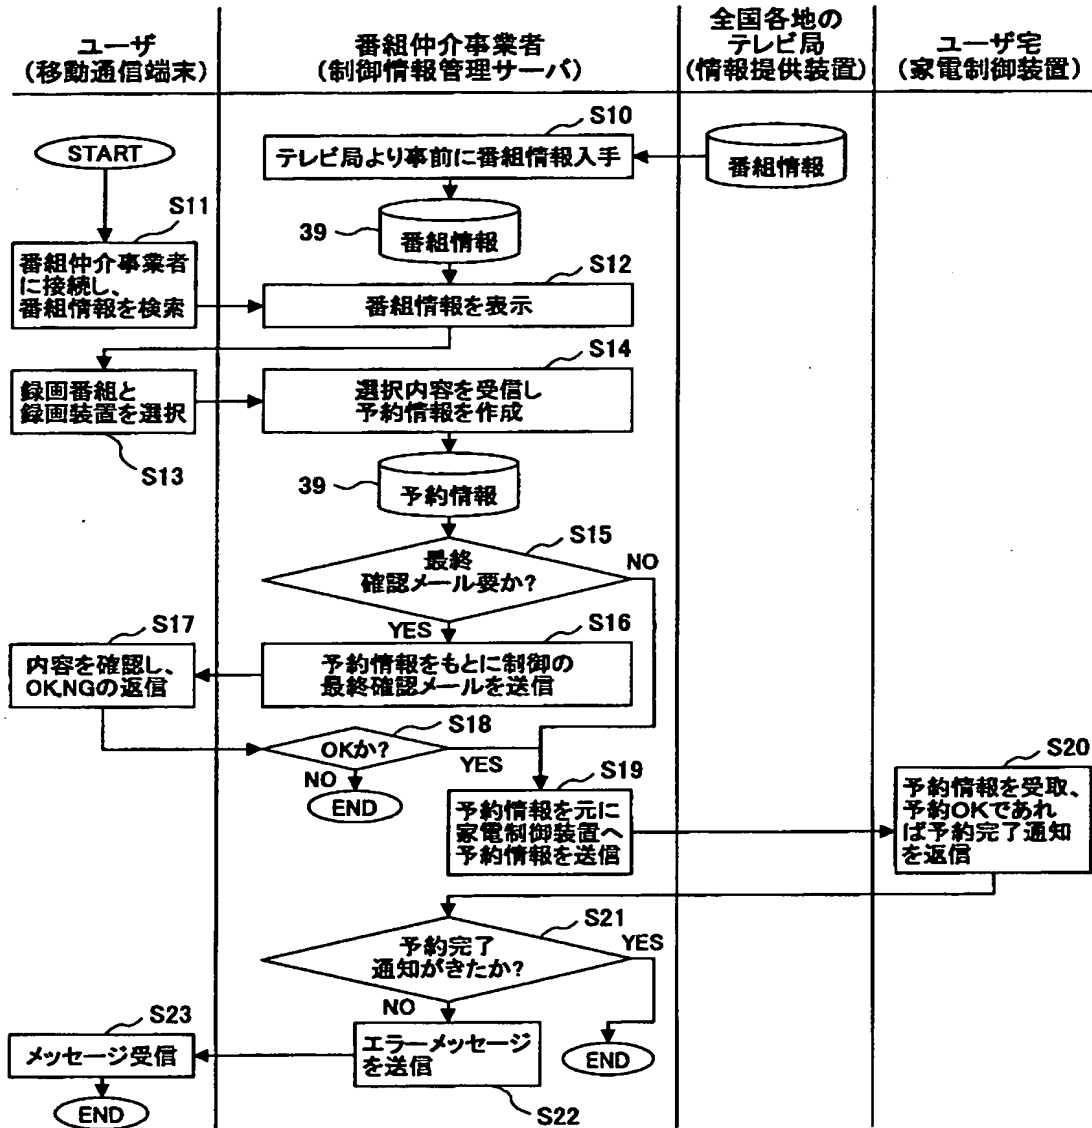 ユーザ
(移動通信端末)
番組仲介事業者
(制御情報管理サーバ)
全国各地の
テレビ局
(情報提供装置)
ユーザ宅
(家電制御装置)
START
S10
テレビ局より事前に番組情報入手
番組情報
39
番組情報
S11
番組仲介事業者
に接続し、
番組情報を検索
S12
番組情報を表示
録画番組と
録画装置を選択
S13
S14
選択内容を受信し
予約情報を作成
39
予約情報
S15
最終
確認メール要か?
NO
YES
S16
予約情報をもとに制御の
最終確認メールを送信
S17
内容を確認し、
OK,NGの返信
S18
OKか?
YES
NO
END
S19
予約情報を元に
家電制御装置へ
予約情報を送信
S20
予約情報を受取、
予約OKであれ
ば予約完了通知
を返信
S21
予約完了
通知がきたか?
YES
NO
END
エラーメッセージ
を送信
S22
S23
メッセージ受信
END